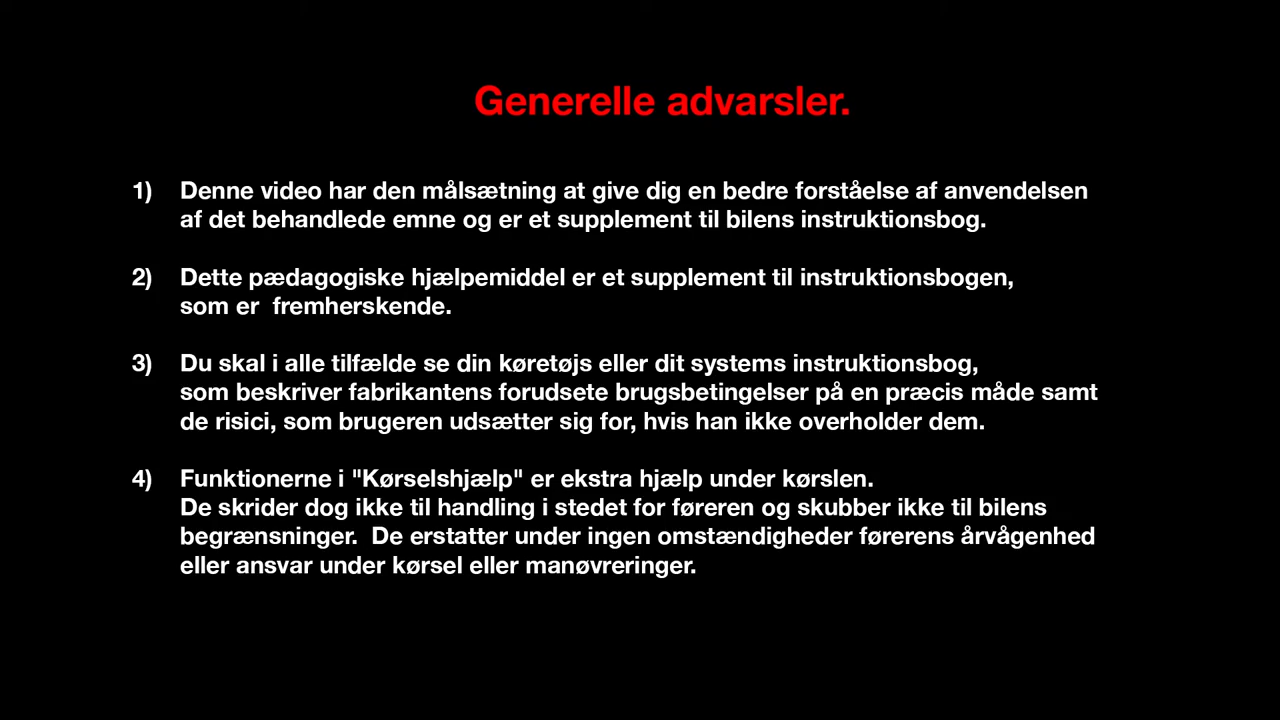 Generelle advarsler.
1) Denne video har den målsætning at give dig en bedre forståelse af anvendelsen
af det behandlede emne og er et supplement til bilens instruktionsbog.
2) Dette pædagogiske hjælpemiddel er et supplement til instruktionsbogen,
som er  fremherskende.
3) Du skal i alle tilfælde se din køretøjs eller dit systems instruktionsbog,
som beskriver fabrikantens forudsete brugsbetingelser på en præcis måde samt
de risici, som brugeren udsætter sig for, hvis han ikke overholder dem.
4) Funktionerne i "Kørselshjælp" er ekstra hjælp under kørslen.
De skrider dog ikke til handling i stedet for føreren og skubber ikke til bilens
begrænsninger.  De erstatter under ingen omstændigheder førerens årvågenhed
eller ansvar under kørsel eller manøvreringer.